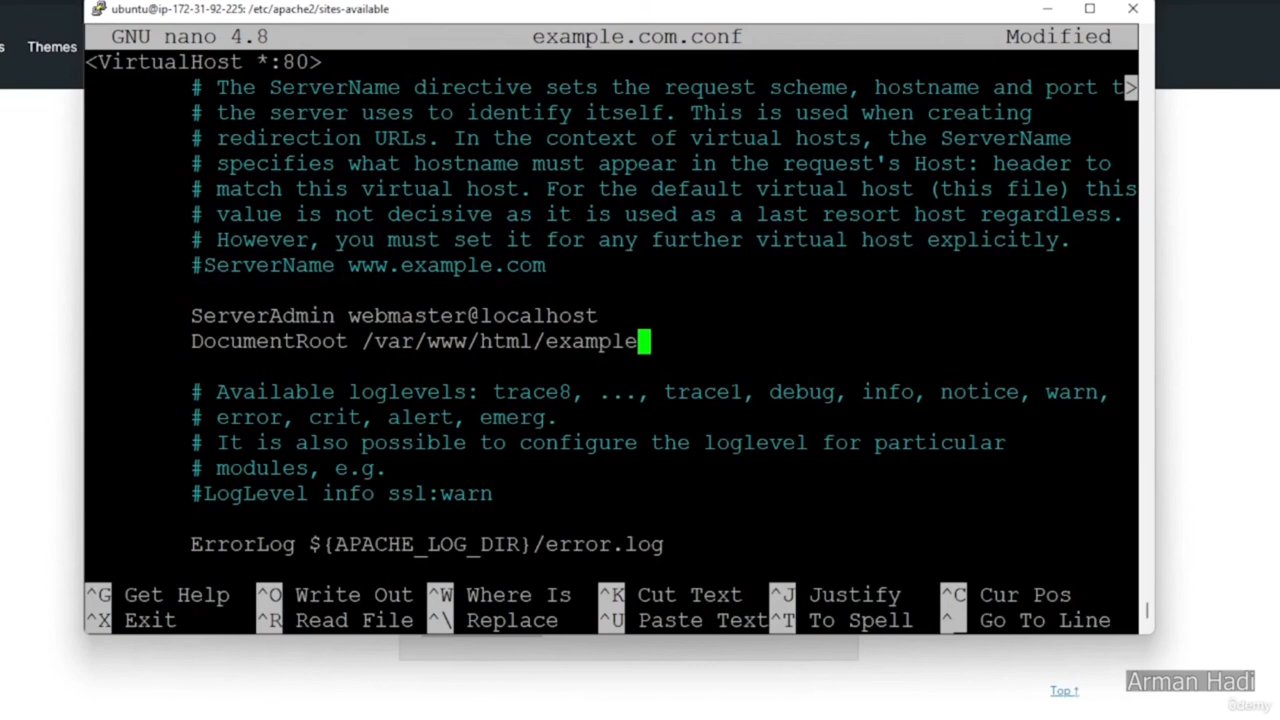 ubuntu@ip-172-31-92-225: /etc/apache2/sites-available
s Themes
GNU nano 4.8 example.com.conf Modified
<VirtualHost *:80>
# The ServerName directive sets the request scheme, hostname and port t>
# the server uses to identify itself. This is used when creating
# redirection URLs. In the context of virtual hosts, the ServerName
# specifies what hostname must appear in the request's Host: header to
# match this virtual host. For the default virtual host (this file) this
# value is not decisive as it is used as a last resort host regardless.
# However, you must set it for any further virtual host explicitly.
#ServerName www.example.com
ServerAdmin webmaster@localhost
DocumentRoot /var/www/html/example
# Available loglevels: trace8, ..., trace1, debug, info, notice, warn,
# error, crit, alert, emerg.
# It is also possible to configure the loglevel for particular
# modules, e.g.
#LogLevel info ssl:warn
ErrorLog ${APACHE_LOG_DIR}/error.log
^G Get Help ^O Write Out ^W Where Is ^K Cut Text ^J Justify ^C Cur Pos
^X Exit ^R Read File ^\ Replace ^U Paste Text ^T To Spell ^_ Go To Line
Top ↑
Arman Hadi
ûdemy